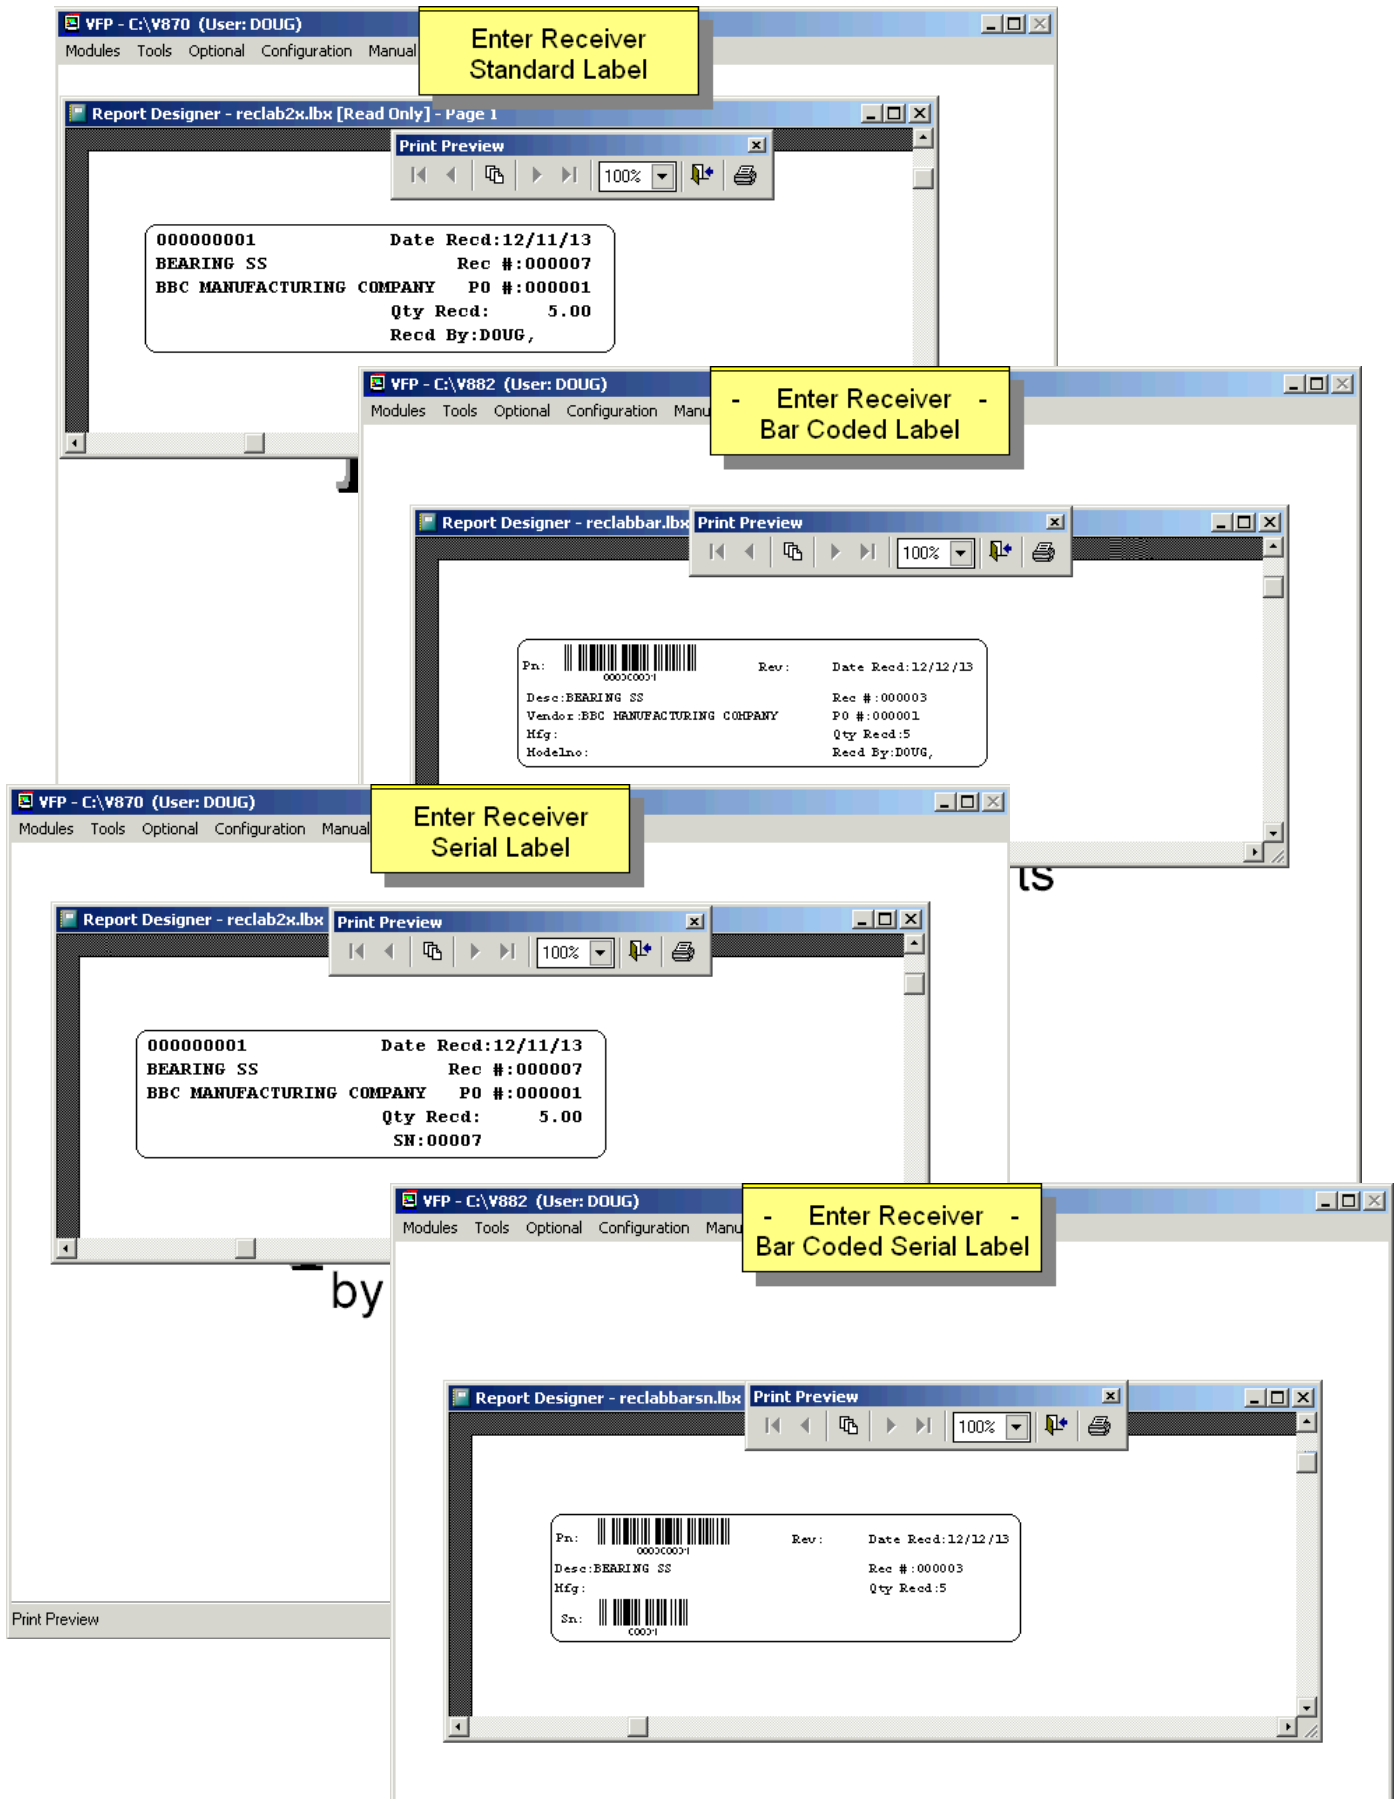 VFP - C:\V870 (User: DOUG)
Modules Tools Optional Configuration Manual
Enter Receiver
Standard Label
Report Designer - reclab2x.lbx [Read Only] - Page 1
Print Preview
100%
000000001 Date Recd:12/11/13
BEARING SS Rec #:000007
BBC MANUFACTURING COMPANY PO #:000001
Qty Recd: 5.00
Recd By:DOUG,
VFP - C:\V882 (User: DOUG)
Modules Tools Optional Configuration Manu
- Enter Receiver -
Bar Coded Label
Report Designer - reclabbar.lbx
Print Preview
100%
Pn: Rev: Date Recd:12/12/13
000000001
Desc:BEARING SS Rec #:000003
Vendor:BBC MANUFACTURING COMPANY PO #:000001
Mfg: Qty Recd:5
Modelno: Recd By:DOUG,
ts
VFP - C:\V870 (User: DOUG)
Modules Tools Optional Configuration Manual
Enter Receiver
Serial Label
Report Designer - reclab2x.lbx
Print Preview
100%
000000001 Date Recd:12/11/13
BEARING SS Rec #:000007
BBC MANUFACTURING COMPANY PO #:000001
Qty Recd: 5.00
SN:00007
by
Print Preview
VFP - C:\V882 (User: DOUG)
Modules Tools Optional Configuration Manu
- Enter Receiver -
Bar Coded Serial Label
Report Designer - reclabbarsn.lbx
Print Preview
100%
Pn: Rev: Date Recd:12/12/13
000000001
Desc:BEARING SS Rec #:000003
Mfg: Qty Recd:5
Sn:
00001